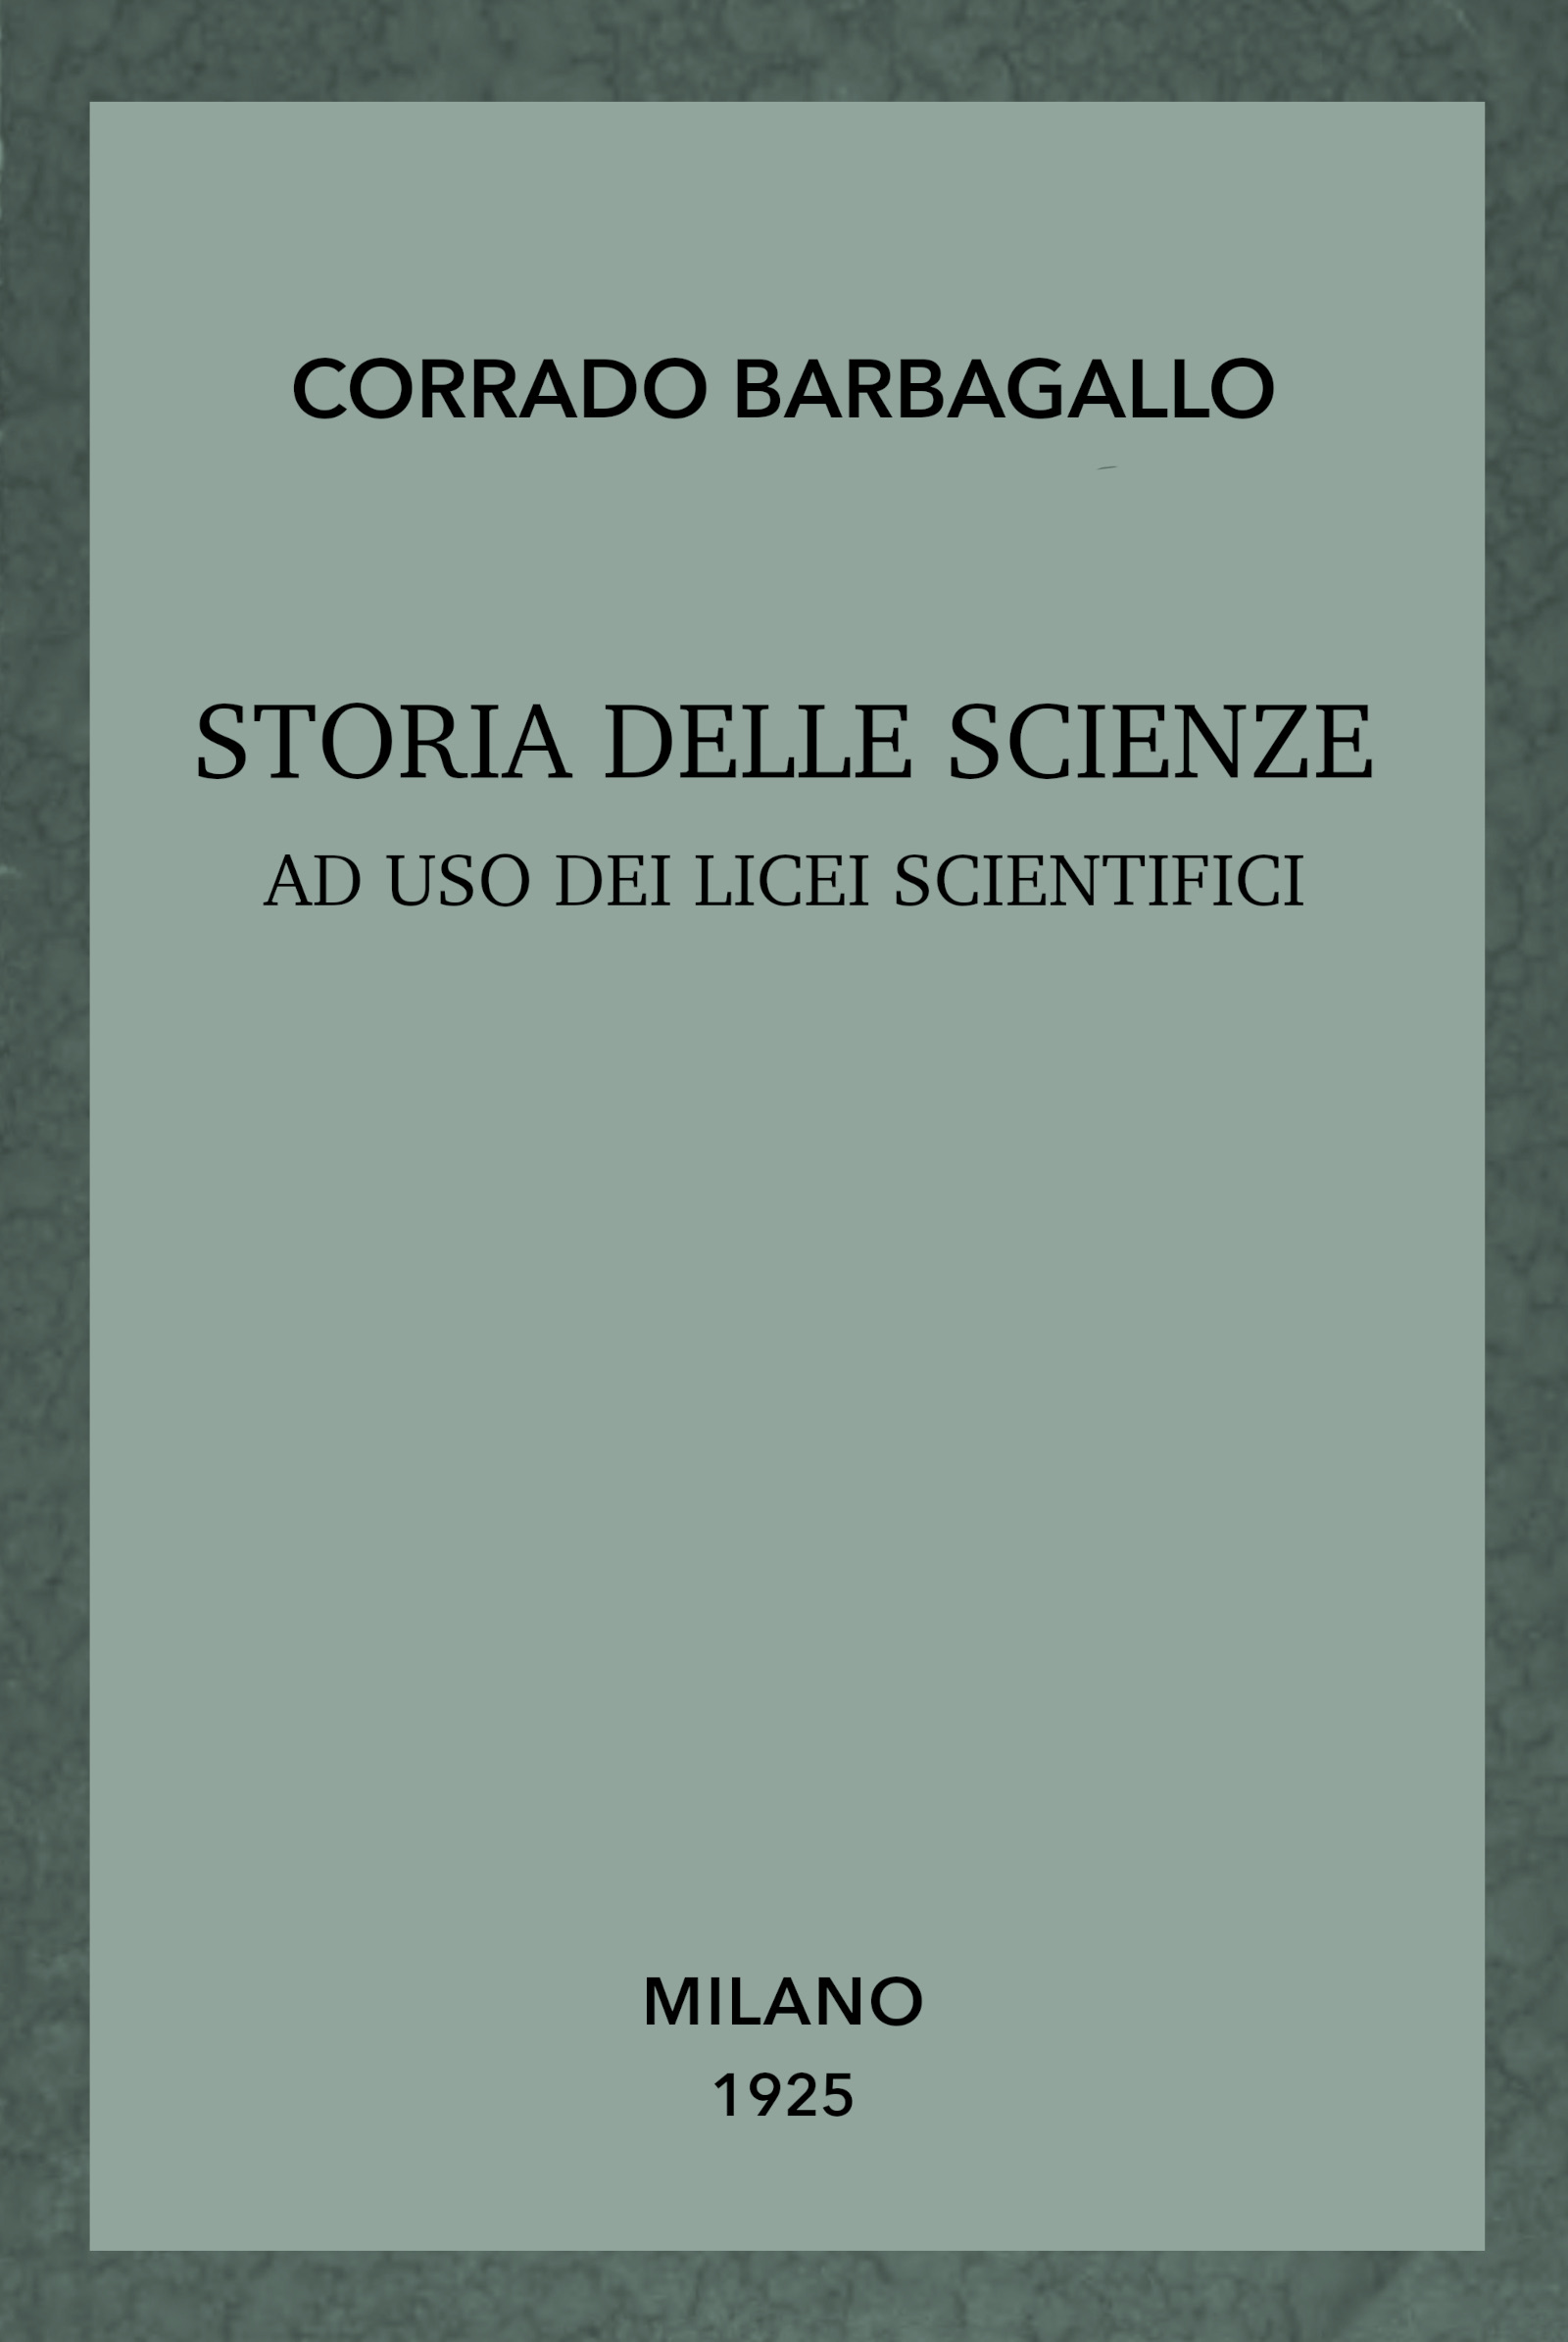 CORRADO BARBAGALLO
STORIA DELLE SCIENZE
AD USO DEI LICEI SCIENTIFICI
MILANO
1925